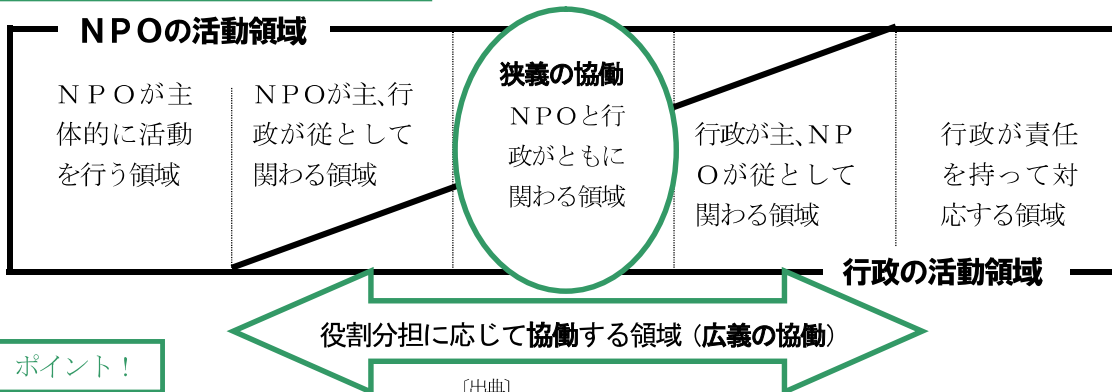 ＮＰＯの活動領域
ＮＰＯが主
体的に活動
を行う領域
ＮＰＯが主、行
政が従として
関わる領域
狭義の協働
ＮＰＯと行
政がともに
関わる領域
行政が主、ＮＰ
Ｏが従として
関わる領域
行政が責任
を持って対
応する領域
行政の活動領域
役割分担に応じて協働する領域（広義の協働）
ポイント！
［出典］